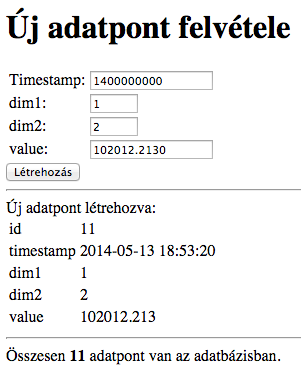 Új adatpont felvétele
Timestamp: 1400000000
dim1: 1
dim2: 2
value: 102012.2130
Létrehozás
Új adatpont létrehozva:
id 11
timestamp 2014-05-13 18:53:20
dim1 1
dim2 2
value 102012.213
Összesen 11 adatpont van az adatbázisban.